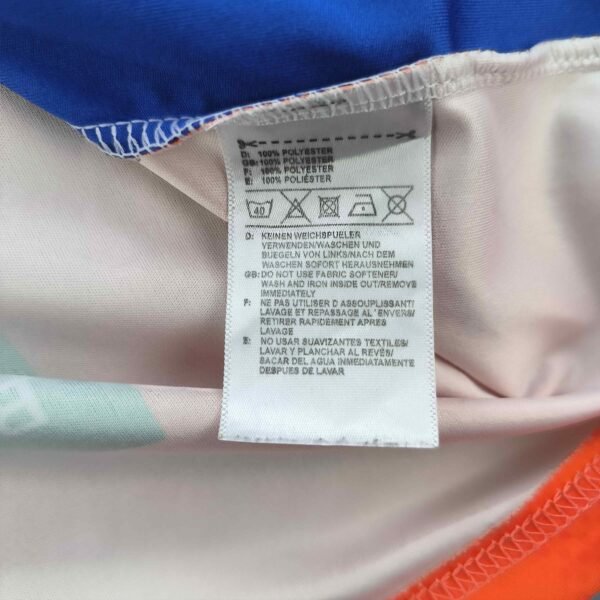 D: 100% POLYESTER
GB: 100% POLYESTER
F: 100% POLYESTER
E: 100% POLIÉSTER
40
D: KEINEN WEICHSPUELER
VERWENDEN/WASCHEN UND
BUEGELN VON LINKS/NACH DEM
WASCHEN SOFORT HERAUSNEHMEN
GB: DO NOT USE FABRIC SOFTENER/
WASH AND IRON INSIDE OUT/REMOVE
IMMEDIATELY
F: NE PAS UTILISER D'ASSOUPLISSANT/
LAVAGE ET REPASSAGE AL'ENVERS/
RETIRER RAPIDEMENT APRES
LAVAGE
E: NO USAR SUAVIZANTES TEXTILES/
LAVAR Y PLANCHAR AL REVÉS/
SACAR DEL AGUA INMEDIATAMENTE
DESPUES DE LAVAR